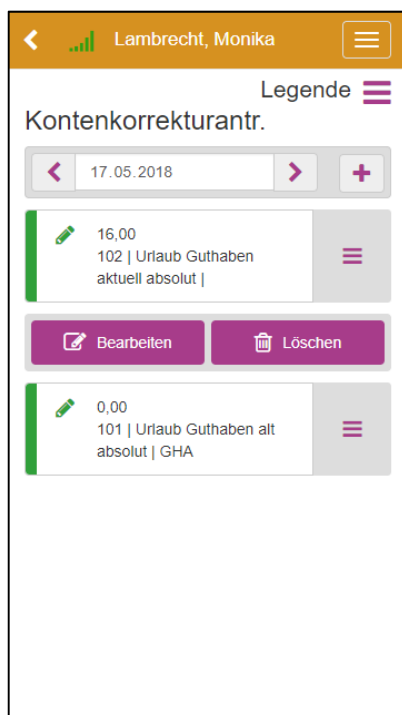 Lambrecht, Monika
Legende
Kontenkorrekturantr.
17.05.2018
16,00
102 | Urlaub Guthaben
aktuell absolut |
Bearbeiten
Löschen
0,00
101 | Urlaub Guthaben alt
absolut | GHA